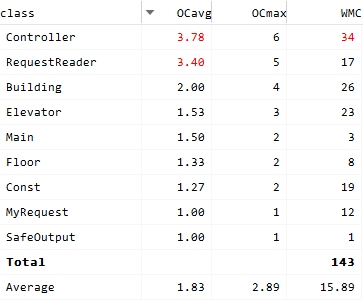 class OCavg OCmax WMC
Controller 3.78 6 34
RequestReader 3.40 5 17
Building 2.00 4 26
Elevator 1.53 3 23
Main 1.50 2 3
Floor 1.33 2 8
Const 1.27 2 19
MyRequest 1.00 1 12
SafeOutput 1.00 1 1
Total 143
Average 1.83 2.89 15.89